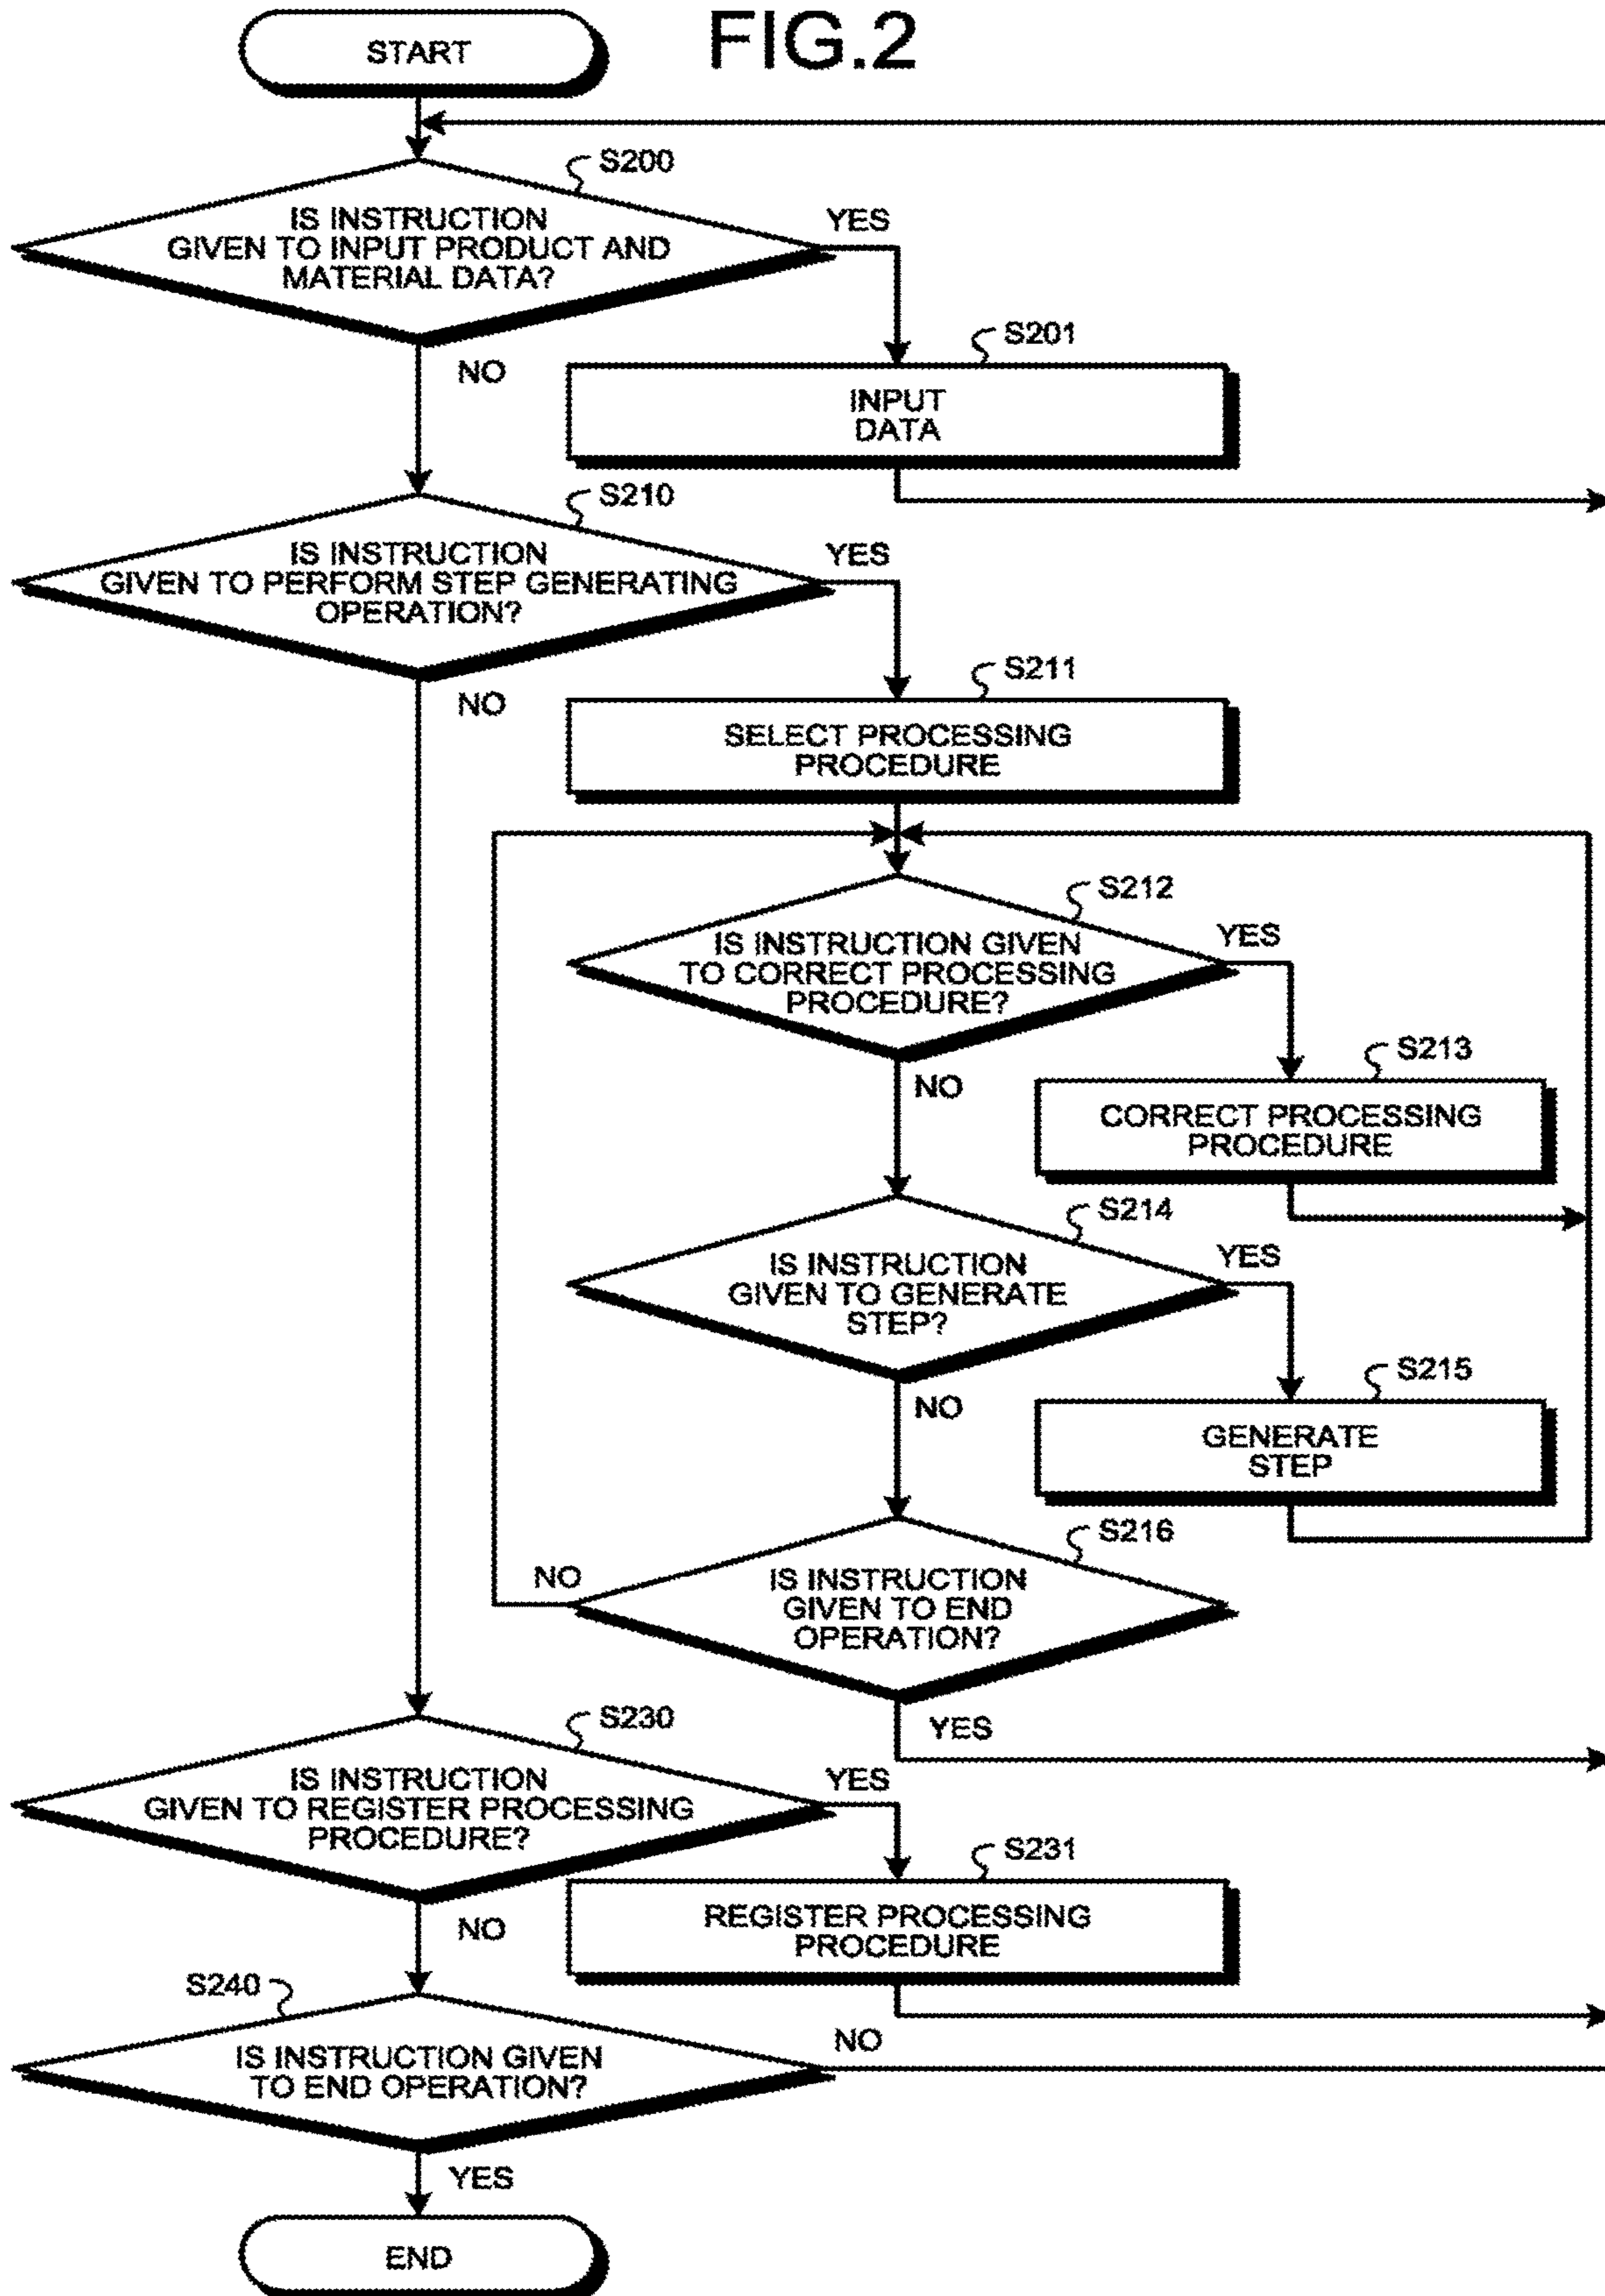 FIG.2
START
S200
IS INSTRUCTION
GIVEN TO INPUT PRODUCT AND
MATERIAL DATA?
YES
NO
S201
INPUT
DATA
S210
IS INSTRUCTION
GIVEN TO PERFORM STEP GENERATING
OPERATION?
YES
NO
S211
SELECT PROCESSING
PROCEDURE
S212
IS INSTRUCTION GIVEN
TO CORRECT PROCESSING
PROCEDURE?
YES
NO
S213
CORRECT PROCESSING
PROCEDURE
S214
IS INSTRUCTION
GIVEN TO GENERATE
STEP?
YES
NO
S215
GENERATE
STEP
S216
IS INSTRUCTION
GIVEN TO END
OPERATION?
NO
YES
S230
IS INSTRUCTION
GIVEN TO REGISTER PROCESSING
PROCEDURE?
YES
NO
S231
REGISTER PROCESSING
PROCEDURE
S240
IS INSTRUCTION GIVEN
TO END OPERATION?
NO
YES
END